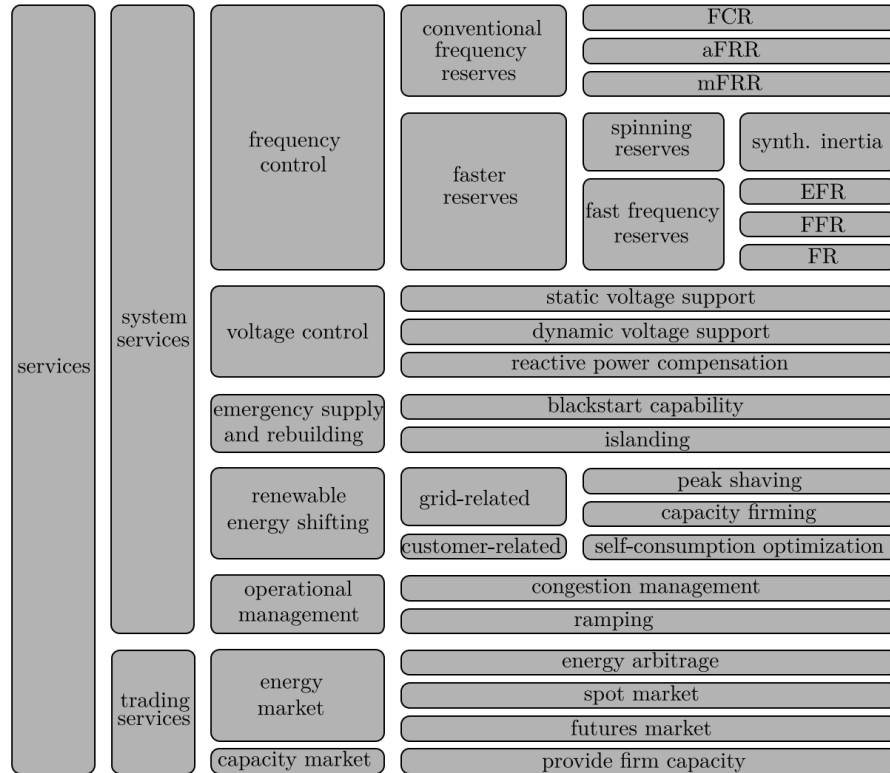 services
system
services
frequency
control
conventional
frequency
reserves
FCR
aFRR
mFRR
faster
reserves
spinning
reserves
synth. inertia
fast frequency
reserves
EFR
FFR
FR
voltage control
static voltage support
dynamic voltage support
reactive power compensation
emergency supply
and rebuilding
blackstart capability
islanding
renewable
energy shifting
grid-related
peak shaving
capacity firming
customer-related
self-consumption optimization
operational
management
congestion management
ramping
trading
services
energy
market
energy arbitrage
spot market
futures market
capacity market
provide firm capacity